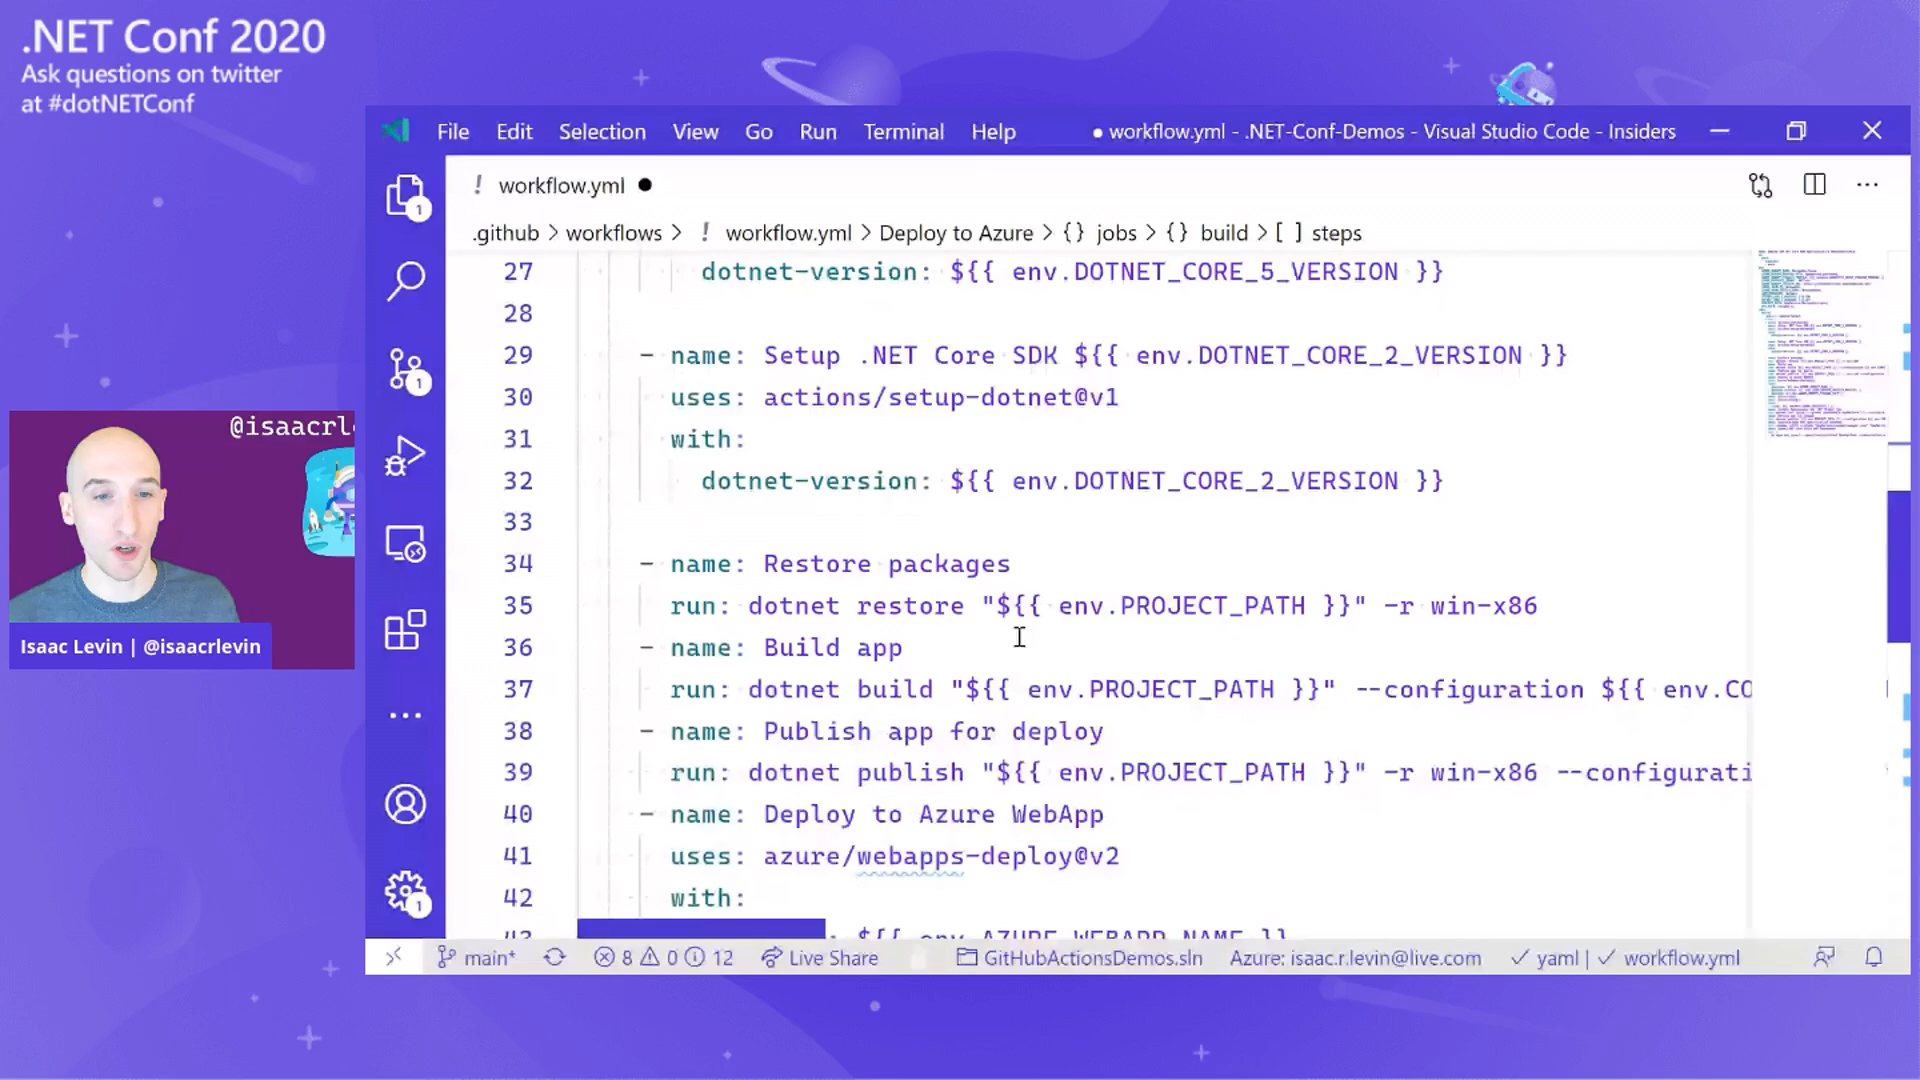 .NET Conf 2020
Ask questions on twitter
at #dotNETConf
File Edit Selection View Go Run Terminal Help ● workflow.yml - .NET-Conf-Demos - Visual Studio Code - Insiders
! workflow.yml ●
.github > workflows > ! workflow.yml > Deploy to Azure > {} jobs > {} build > [ ] steps
27 dotnet-version: ${{ env.DOTNET_CORE_5_VERSION }}
28
29 - name: Setup .NET Core SDK ${{ env.DOTNET_CORE_2_VERSION }}
30 uses: actions/setup-dotnet@v1
31 with:
32 dotnet-version: ${{ env.DOTNET_CORE_2_VERSION }}
33
34 - name: Restore packages
35 run: dotnet restore "${{ env.PROJECT_PATH }}" -r win-x86
36 - name: Build app
37 run: dotnet build "${{ env.PROJECT_PATH }}" --configuration ${{ env.CO
38 - name: Publish app for deploy
39 run: dotnet publish "${{ env.PROJECT_PATH }}" -r win-x86 --configurati
40 - name: Deploy to Azure WebApp
41 uses: azure/webapps-deploy@v2
42 with:
43 : ${{ env.AZURE_WEBAPP_NAME }}
1
1
1
@isaacrl
Isaac Levin | @isaacrlevin
main* 8 0 12 Live Share GitHubActionsDemos.sln Azure: isaac.r.levin@live.com yaml | workflow.yml